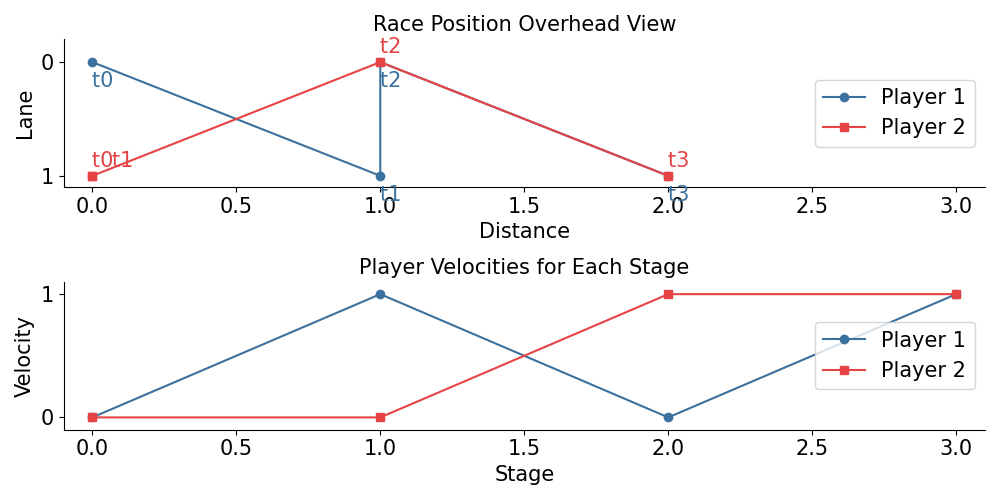 Race Position Overhead View
Lane
0
1
t0
t0 t1
t2
t2
t1
t3
t3
Player 1
Player 2
0.0 0.5 1.0 1.5 2.0 2.5 3.0
Distance
Player Velocities for Each Stage
Velocity
1
0
Player 1
Player 2
0.0 0.5 1.0 1.5 2.0 2.5 3.0
Stage